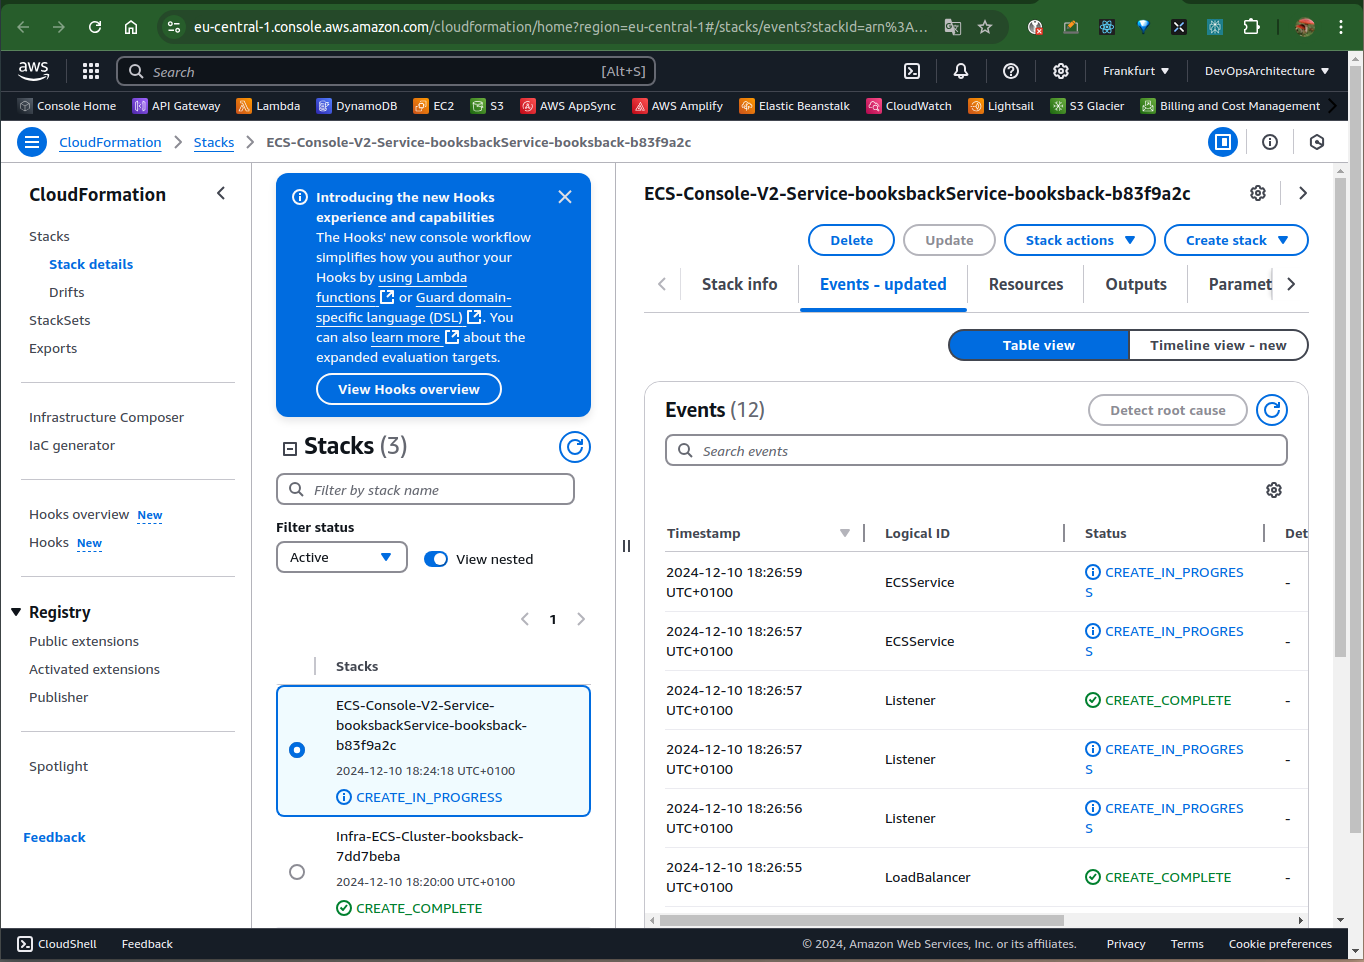 eu-central-1.console.aws.amazon.com/cloudformation/home?region=eu-central-1#/stacks/events?stackId=arn%3A...
aws
Search
[Alt+S]
Frankfurt
DevOpsArchitecture
Console Home
API Gateway
Lambda
DynamoDB
EC2
S3
AWS AppSync
AWS Amplify
Elastic Beanstalk
CloudWatch
Lightsail
S3 Glacier
Billing and Cost Management
CloudFormation
Stacks
ECS-Console-V2-Service-booksbackService-booksback-b83f9a2c
CloudFormation
Stacks
Stack details
Drifts
StackSets
Exports
Infrastructure Composer
IaC generator
Hooks overview New
Hooks New
Registry
Public extensions
Activated extensions
Publisher
Spotlight
Feedback
Introducing the new Hooks
experience and capabilities
The Hooks' new console workflow
simplifies how you author your
Hooks by using Lambda
functions or Guard domain-
specific language (DSL). You
can also learn more about the
expanded evaluation targets.
View Hooks overview
Stacks (3)
Filter by stack name
Filter status
Active
View nested
1
Stacks
ECS-Console-V2-Service-
booksbackService-booksback-
b83f9a2c
2024-12-10 18:24:18 UTC+0100
CREATE_IN_PROGRESS
Infra-ECS-Cluster-booksback-
7dd7beba
2024-12-10 18:20:00 UTC+0100
CREATE_COMPLETE
ECS-Console-V2-Service-booksbackService-booksback-b83f9a2c
Delete
Update
Stack actions
Create stack
Stack info
Events - updated
Resources
Outputs
Paramet
Table view
Timeline view - new
Events (12)
Detect root cause
Search events
Timestamp
Logical ID
Status
Det
2024-12-10 18:26:59
UTC+0100
ECSService
CREATE_IN_PROGRES
S
-
2024-12-10 18:26:57
UTC+0100
ECSService
CREATE_IN_PROGRES
S
-
2024-12-10 18:26:57
UTC+0100
Listener
CREATE_COMPLETE
-
2024-12-10 18:26:57
UTC+0100
Listener
CREATE_IN_PROGRES
S
-
2024-12-10 18:26:56
UTC+0100
Listener
CREATE_IN_PROGRES
S
-
2024-12-10 18:26:55
UTC+0100
LoadBalancer
CREATE_COMPLETE
-
CloudShell
Feedback
© 2024, Amazon Web Services, Inc. or its affiliates.
Privacy
Terms
Cookie preferences